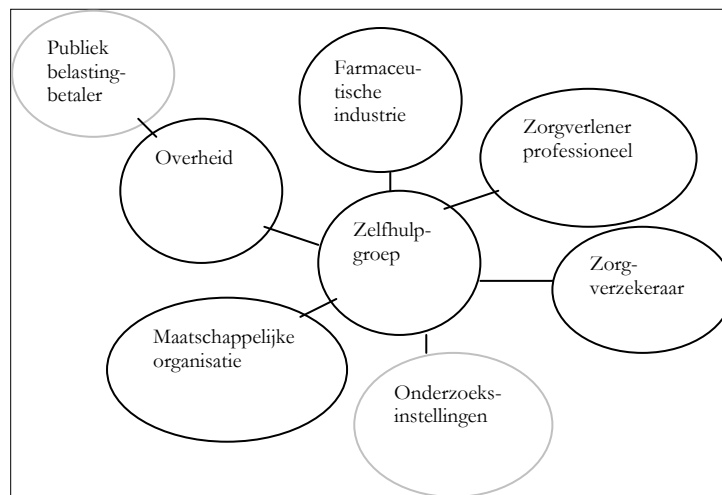 Publiek
belasting-
betaler
Farmaceu-
tische
industrie
Zorgverlener
professioneel
Overheid
Zelfhulp-
groep
Zorg-
verzekeraar
Maatschappelijke
organisatie
Onderzoeks-
instellingen